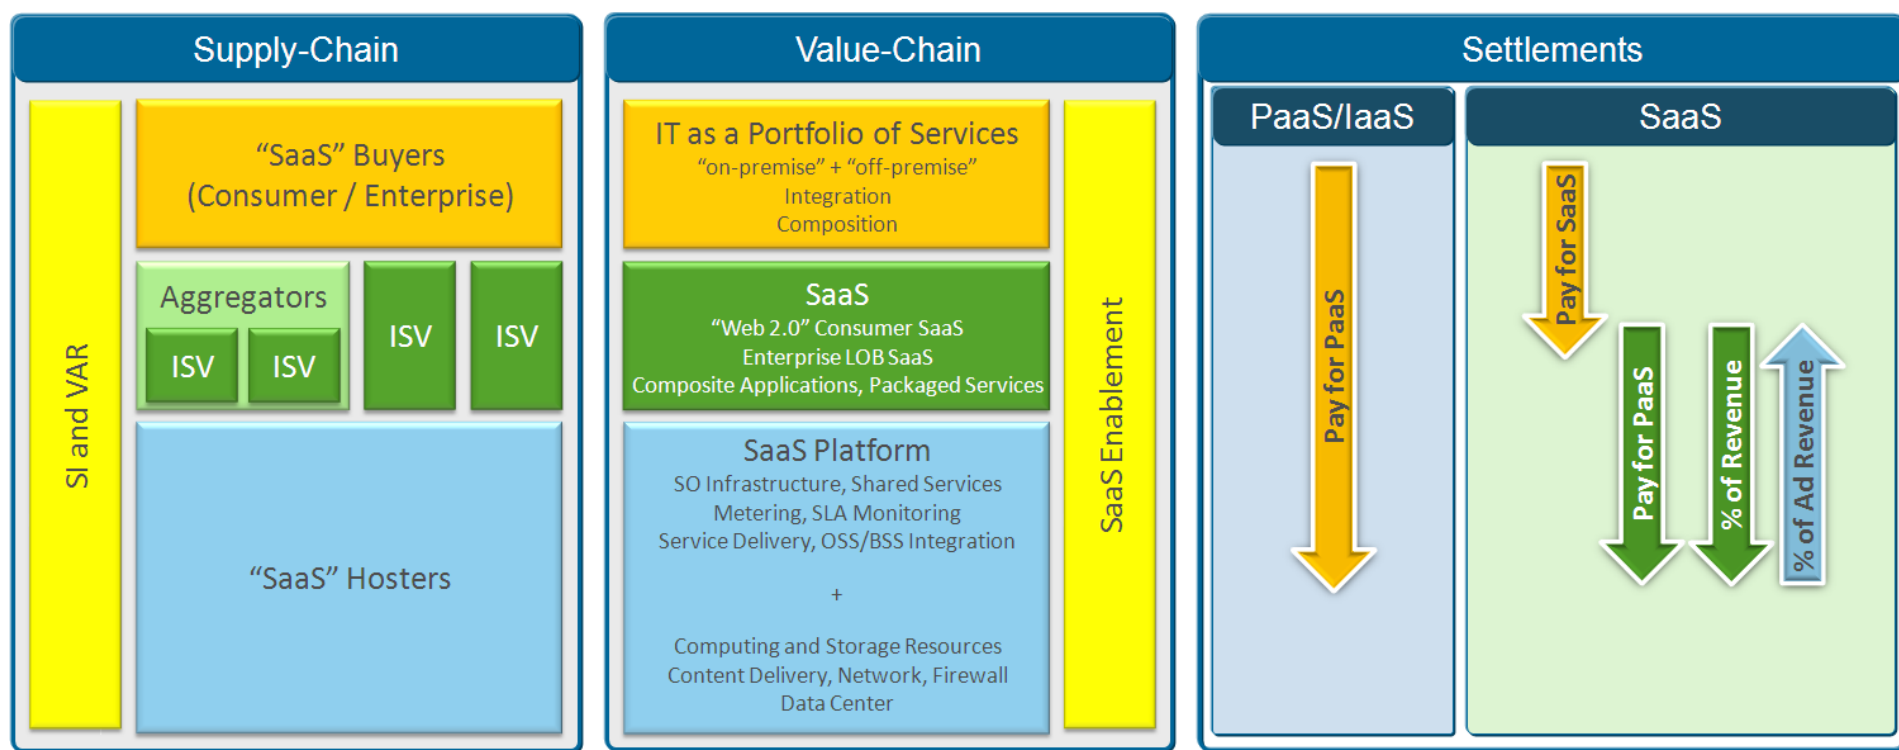 Supply-Chain
SI and VAR
“SaaS” Buyers
(Consumer / Enterprise)
Aggregators
ISV
ISV
ISV
ISV
“SaaS” Hosters
Value-Chain
IT as a Portfolio of Services
“on-premise” + “off-premise”
Integration
Composition
SaaS
“Web 2.0” Consumer SaaS
Enterprise LOB SaaS
Composite Applications, Packaged Services
SaaS Platform
SO Infrastructure, Shared Services
Metering, SLA Monitoring
Service Delivery, OSS/BSS Integration
+
Computing and Storage Resources
Content Delivery, Network, Firewall
Data Center
SaaS Enablement
Settlements
PaaS/IaaS
Pay for PaaS
SaaS
Pay for SaaS
Pay for PaaS
% of Revenue
% of Ad Revenue